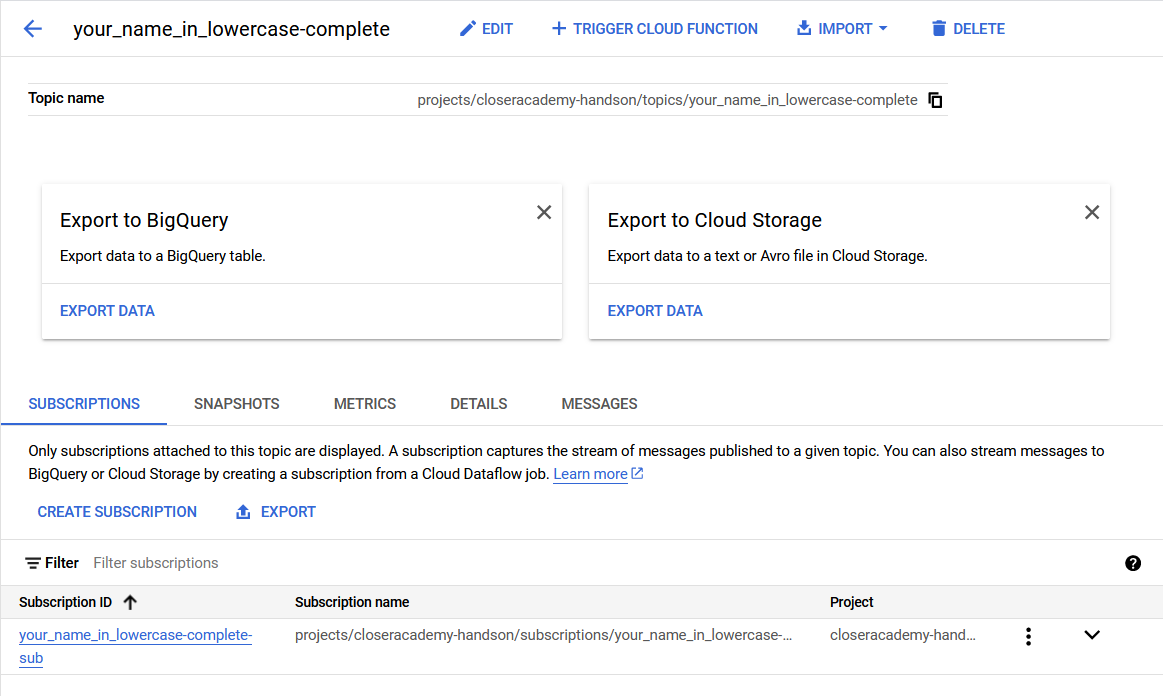 your_name_in_lowercase-complete
EDIT
TRIGGER CLOUD FUNCTION
IMPORT
DELETE
Topic name
projects/closeracademy-handson/topics/your_name_in_lowercase-complete
Export to BigQuery
Export data to a BigQuery table.
EXPORT DATA
Export to Cloud Storage
Export data to a text or Avro file in Cloud Storage.
EXPORT DATA
SUBSCRIPTIONS
SNAPSHOTS
METRICS
DETAILS
MESSAGES
Only subscriptions attached to this topic are displayed. A subscription captures the stream of messages published to a given topic. You can also stream messages to
BigQuery or Cloud Storage by creating a subscription from a Cloud Dataflow job. Learn more
CREATE SUBSCRIPTION
EXPORT
Filter
Filter subscriptions
?
Subscription ID
Subscription name
Project
your_name_in_lowercase-complete-
sub
projects/closeracademy-handson/subscriptions/your_name_in_lowercase-...
closeracademy-hand...